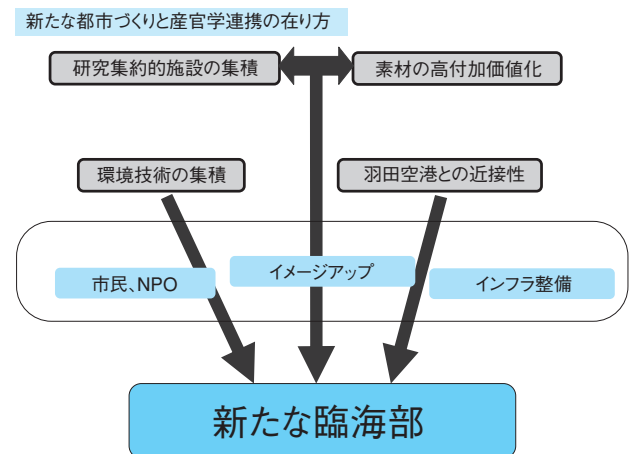 新たな都市づくりと産官学連携の在り方
研究集約的施設の集積
素材の高付加価値化
環境技術の集積
羽田空港との近接性
市民、NPO
イメージアップ
インフラ整備
新たな臨海部